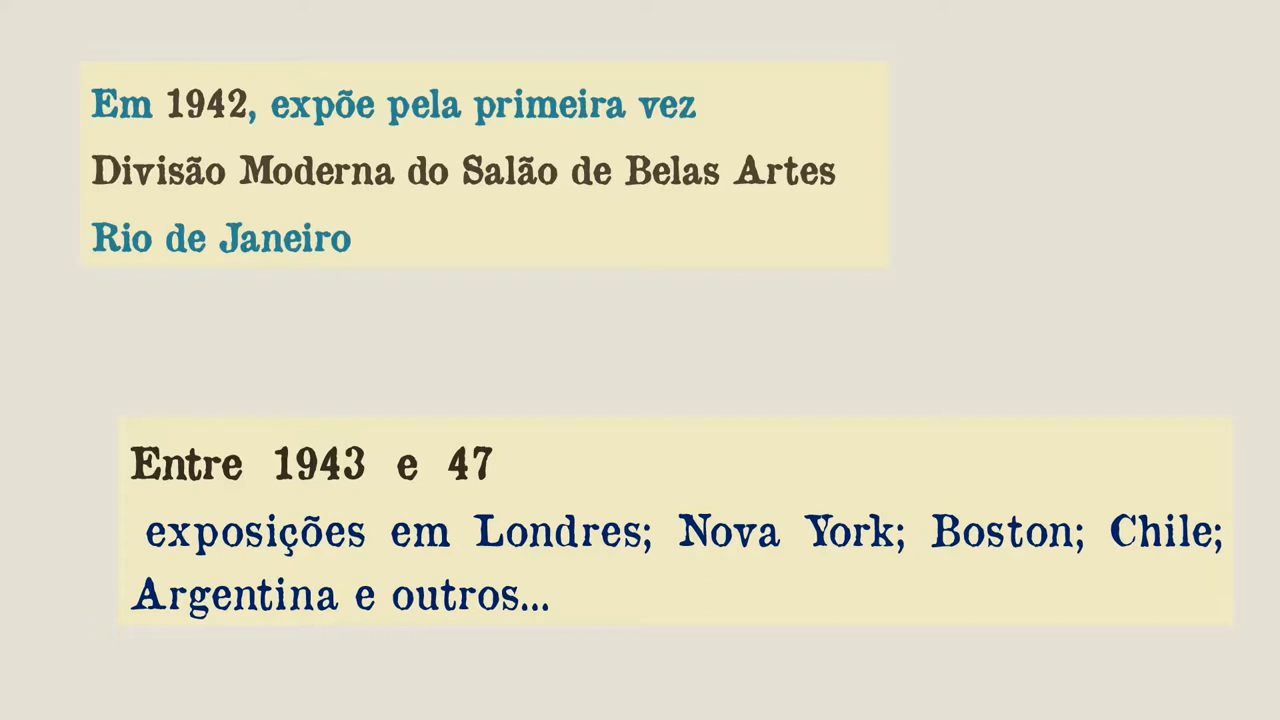 Em 1942, expõe pela primeira vez
Divisão Moderna do Salão de Belas Artes
Rio de Janeiro
Entre 1943 e 47
exposições em Londres; Nova York; Boston; Chile;
Argentina e outros...